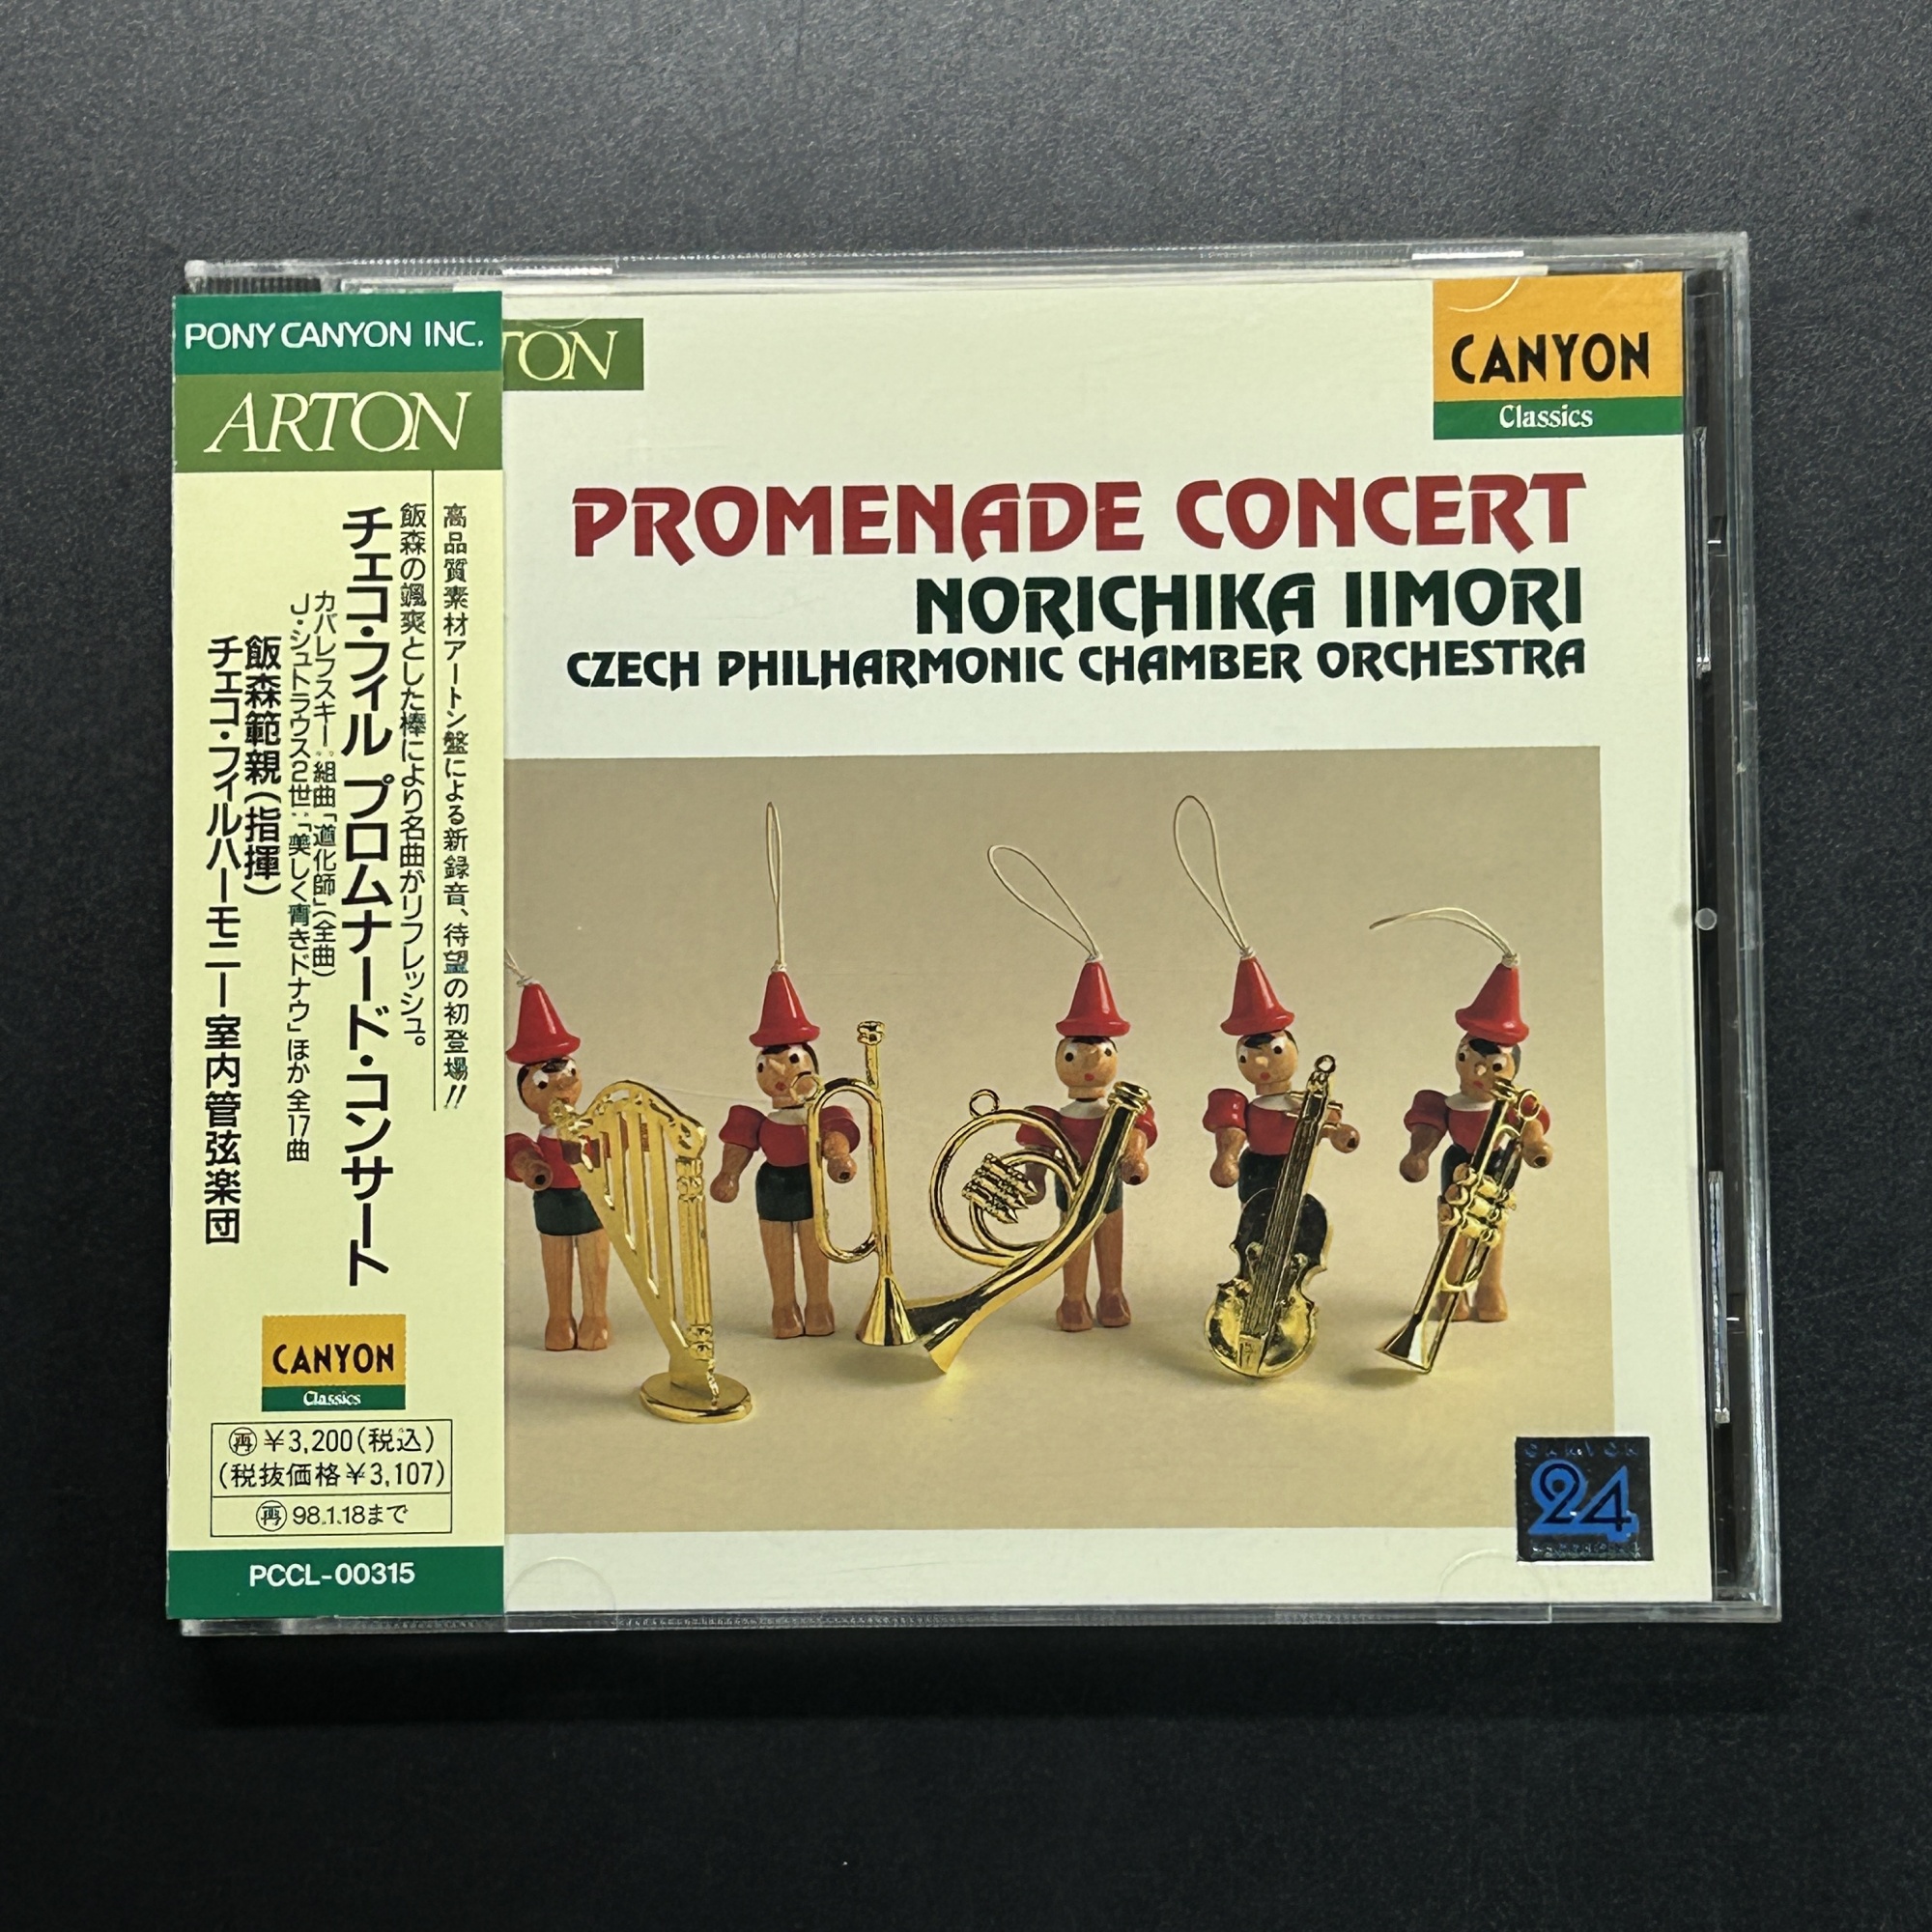 PONY CANYON INC.
ARTON
高品質素材アートン盤による新録音、待望の初登場!!
飯森の颯爽とした棒により名曲がリフレッシュ。
チェコ・フィル プロムナード・コンサート
カバレフスキー:組曲「道化師」(全曲)
J・シュトラウス2世:「美しく青きドナウ」ほか全17曲
飯森範親(指揮)
チェコ・フィルハーモニー室内管弦楽団
CANYON
Classics
再 ¥3,200(税込)
(税抜価格¥3,107)
再 98.1.18まで
PCCL-00315
TON
CANYON
Classics
PROMENADE CONCERT
NORICHIKA IIMORI
CZECH PHILHARMONIC CHAMBER ORCHESTRA
CANYON
24